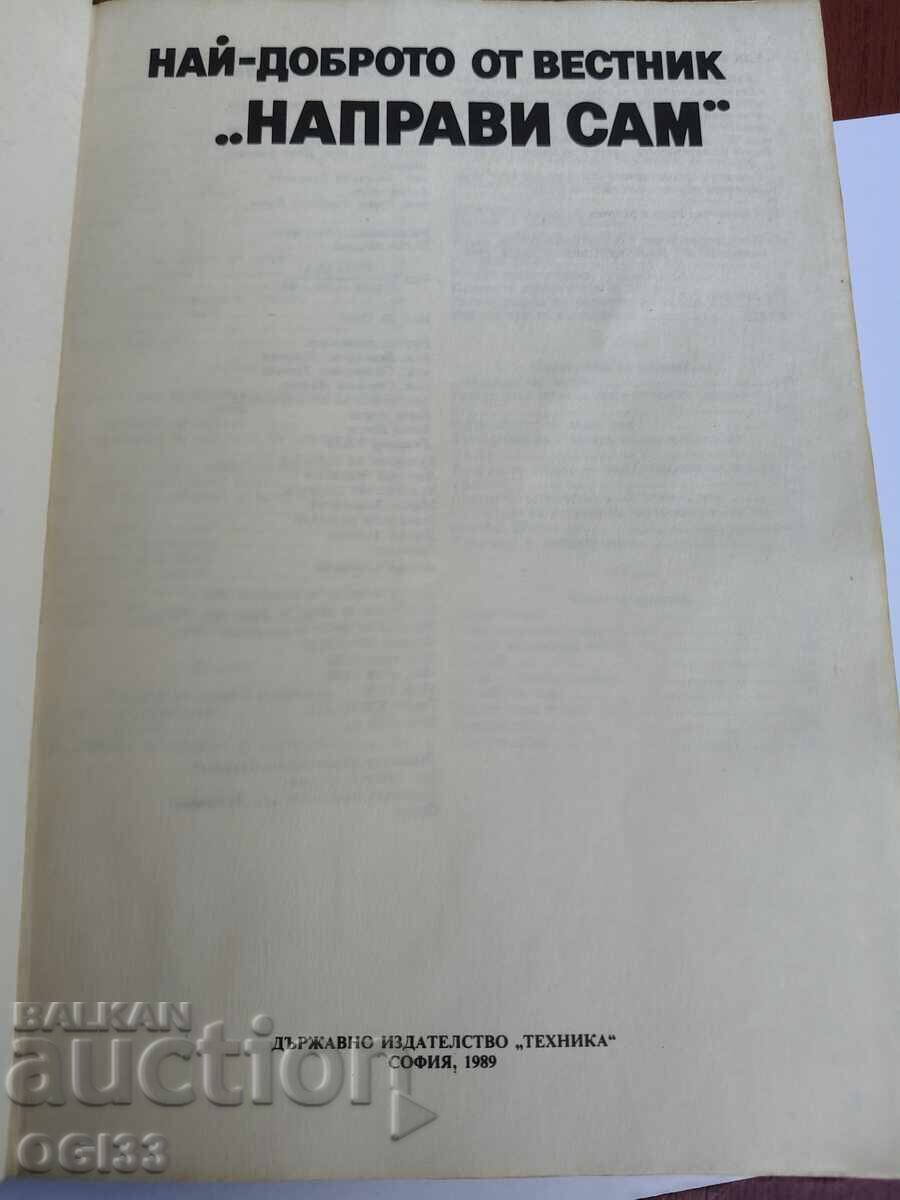 НАЙ-ДОБРОТО ОТ ВЕСТНИК
„НАПРАВИ САМ"
ДЪРЖАВНО ИЗДАТЕЛСТВО „ТЕХНИКА“
СОФИЯ, 1989
BALKAN
auction
OGI33